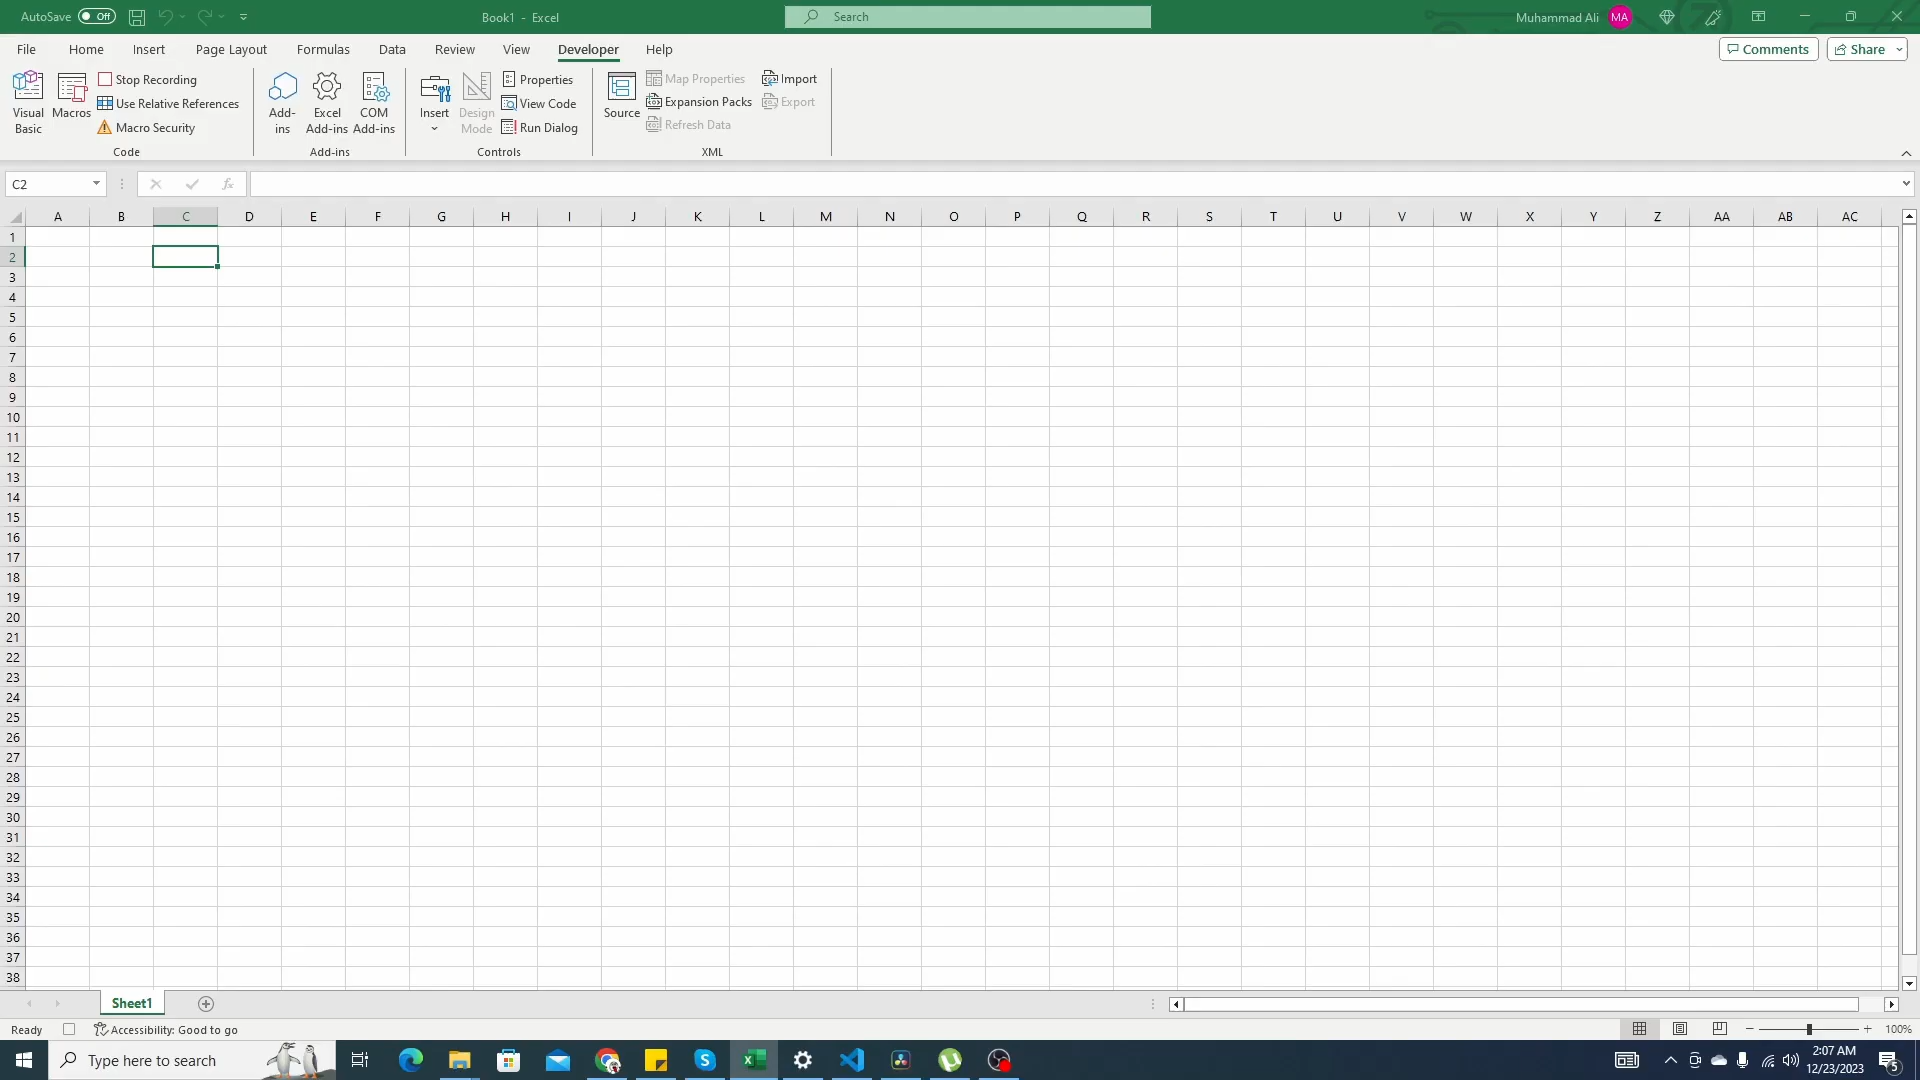 AutoSave Off Book1 - Excel Search Muhammad Ali MA
File Home Insert Page Layout Formulas Data Review View Developer Help Comments Share
Visual Basic
Macros
Stop Recording
Use Relative References
Macro Security
Code
Add-ins
Excel Add-ins
COM Add-ins
Add-ins
Insert
Design Mode
Properties
View Code
Run Dialog
Controls
Source
Map Properties
Expansion Packs
Refresh Data
Import
Export
XML
C2 fx
A B C D E F G H I J K L M N O P Q R S T U V W X Y Z AA AB AC
1
2
3
4
5
6
7
8
9
10
11
12
13
14
15
16
17
18
19
20
21
22
23
24
25
26
27
28
29
30
31
32
33
34
35
36
37
38
Sheet1
Ready Accessibility: Good to go 100%
Type here to search
2:07 AM
12/23/2023
5